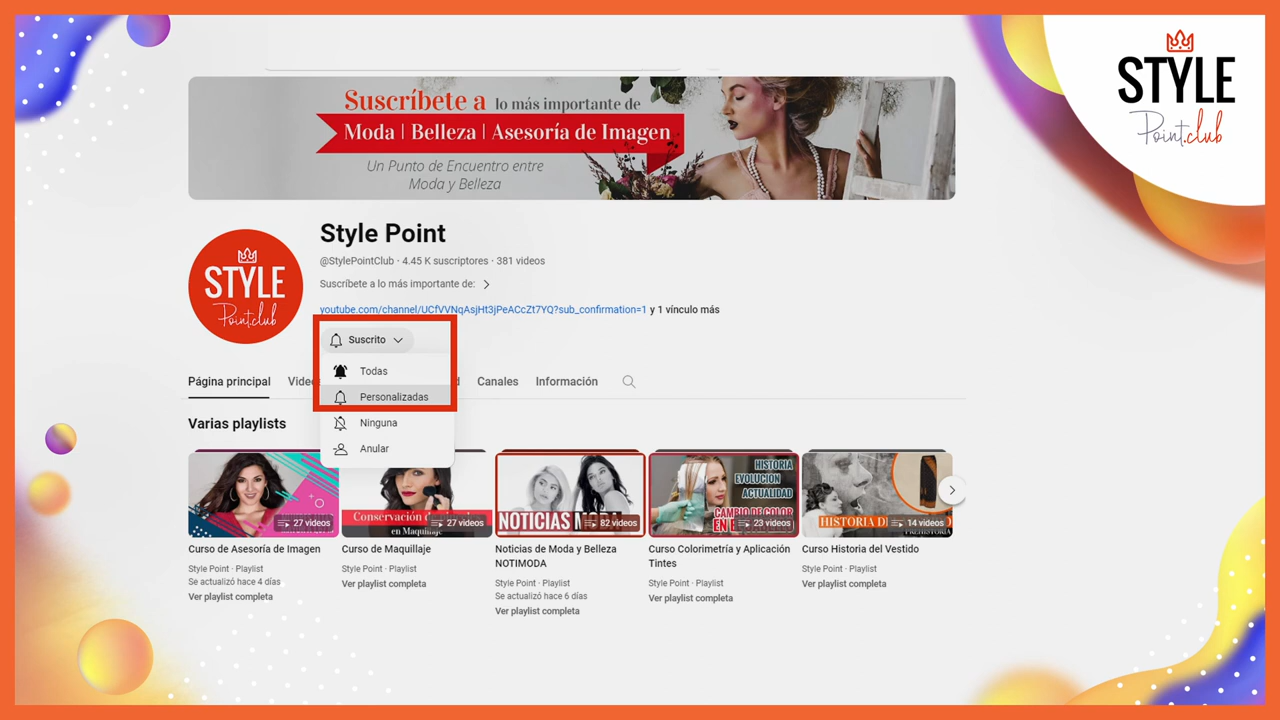 STYLE
Point.club
Suscríbete a lo más importante de
Moda | Belleza | Asesoría de Imagen
Un Punto de Encuentro entre
Moda y Belleza
STYLE
Point.club
Style Point
@StylePointClub · 4.45 K suscriptores · 381 videos
Suscríbete a lo más importante de:
youtube.com/channel/UCfVVNqAsjHt3jPeACcZt7YQ?sub_confirmation=1 y 1 vínculo más
Suscrito
Todas
Personalizadas
Ninguna
Anular
Página principal
Canales
Información
Varias playlists
27 videos
Conservación
en Maquillaje
27 videos
NOTICIAS MODA
82 videos
HISTORIA
EVOLUCION
ACTUALIDAD
CAMBIO DE COLOR
23 videos
HISTORIA
PREHISTORIA
14 videos
Curso de Asesoría de Imagen
Style Point · Playlist
Se actualizó hace 4 días
Ver playlist completa
Curso de Maquillaje
Style Point · Playlist
Ver playlist completa
Noticias de Moda y Belleza
NOTIMODA
Style Point · Playlist
Se actualizó hace 6 días
Ver playlist completa
Curso Colorimetría y Aplicación
Tintes
Style Point · Playlist
Ver playlist completa
Curso Historia del Vestido
Style Point · Playlist
Ver playlist completa